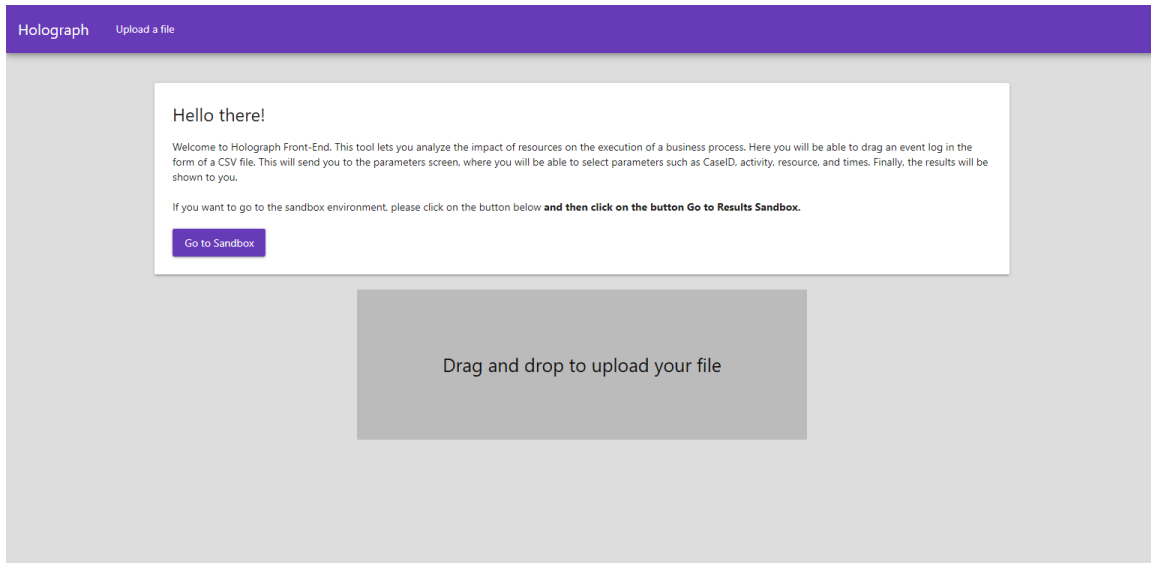 Holograph Upload a file
Hello there!
Welcome to Holograph Front-End. This tool lets you analyze the impact of resources on the execution of a business process. Here you will be able to drag an event log in the
form of a CSV file. This will send you to the parameters screen, where you will be able to select parameters such as CaseID, activity, resource, and times. Finally, the results will be
shown to you.
If you want to go to the sandbox environment, please click on the button below and then click on the button Go to Results Sandbox.
Go to Sandbox
Drag and drop to upload your file